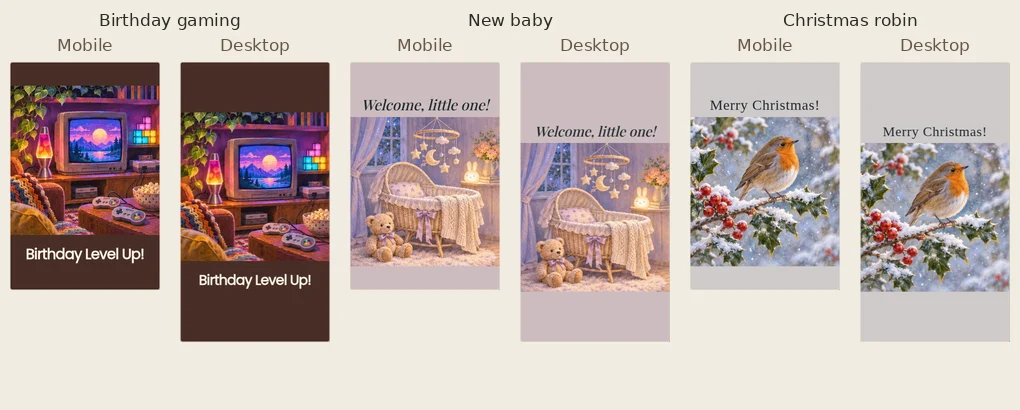 Birthday gaming
New baby
Christmas robin
Mobile
Desktop
Mobile
Desktop
Mobile
Desktop
Birthday Level Up!
Birthday Level Up!
Welcome, little one!
Welcome, little one!
Merry Christmas!
Merry Christmas!